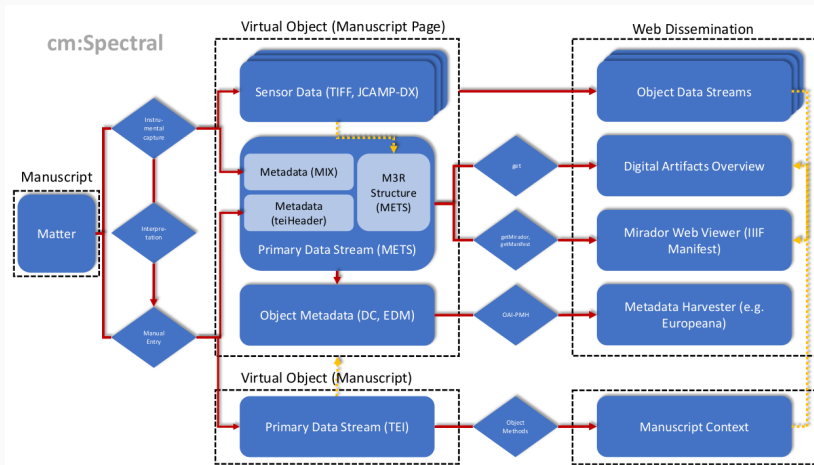 cm:Spectral
Virtual Object (Manuscript Page)
Web Dissemination
Sensor Data (TIFF, JCAMP-DX)
Object Data Streams
Instru-
mental
capture
Metadata (MIX)
M3R
Structure
(METS)
get
Digital Artifacts Overview
Manuscript
Metadata
(teiHeader)
Matter
Interpre-
tation
getMirador,
getManifest
Mirador Web Viewer (IIIF
Manifest)
Primary Data Stream (METS)
Manual
Entry
Object Metadata (DC, EDM)
OAI-PMH
Metadata Harvester (e.g.
Europeana)
Virtual Object (Manuscript)
Primary Data Stream (TEI)
Object
Methods
Manuscript Context